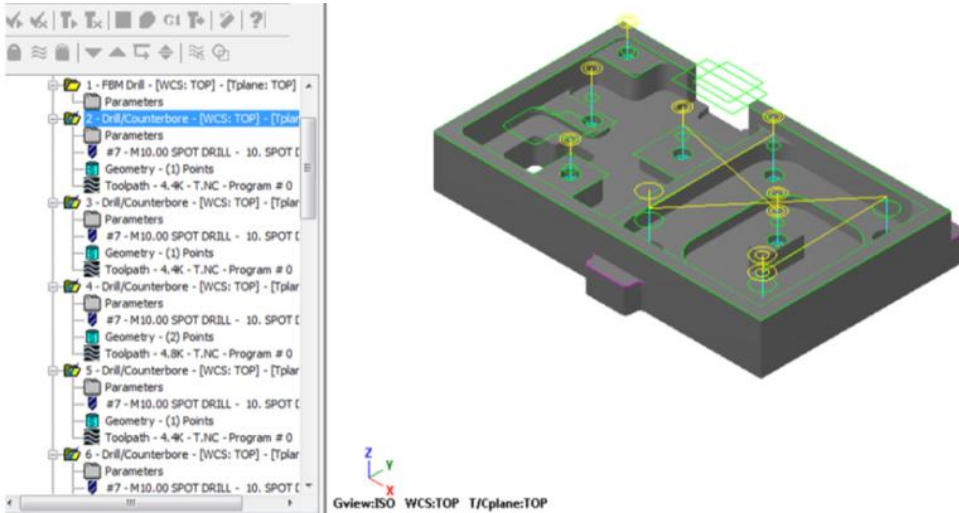 G1
1 - FBM Drill - [WCS: TOP] - [Tplane: TOP]
Parameters
2 - Drill/Counterbore - [WCS: TOP] - [Tplar
Parameters
#7 - M10.00 SPOT DRILL - 10. SPOT D
Geometry - (1) Points
Toolpath - 4.4K - T.NC - Program # 0
3 - Drill/Counterbore - [WCS: TOP] - [Tplar
Parameters
#7 - M10.00 SPOT DRILL - 10. SPOT D
Geometry - (1) Points
Toolpath - 4.4K - T.NC - Program # 0
4 - Drill/Counterbore - [WCS: TOP] - [Tplar
Parameters
#7 - M10.00 SPOT DRILL - 10. SPOT D
Geometry - (2) Points
Toolpath - 4.8K - T.NC - Program # 0
5 - Drill/Counterbore - [WCS: TOP] - [Tplar
Parameters
#7 - M10.00 SPOT DRILL - 10. SPOT D
Geometry - (1) Points
Toolpath - 4.4K - T.NC - Program # 0
6 - Drill/Counterbore - [WCS: TOP] - [Tplar
Parameters
#7 - M10.00 SPOT DRILL - 10. SPOT D
Z
Y
X
Gview:ISO WCS:TOP T/Cplane:TOP